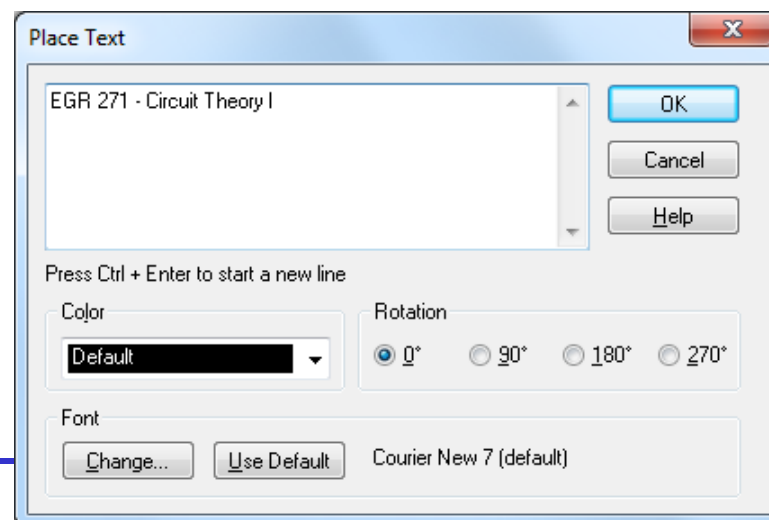 Place Text
EGR 271 - Circuit Theory I
OK
Cancel
Help
Press Ctrl + Enter to start a new line
Color
Default
Rotation
0° 90° 180° 270°
Font
Change... Use Default Courier New 7 (default)